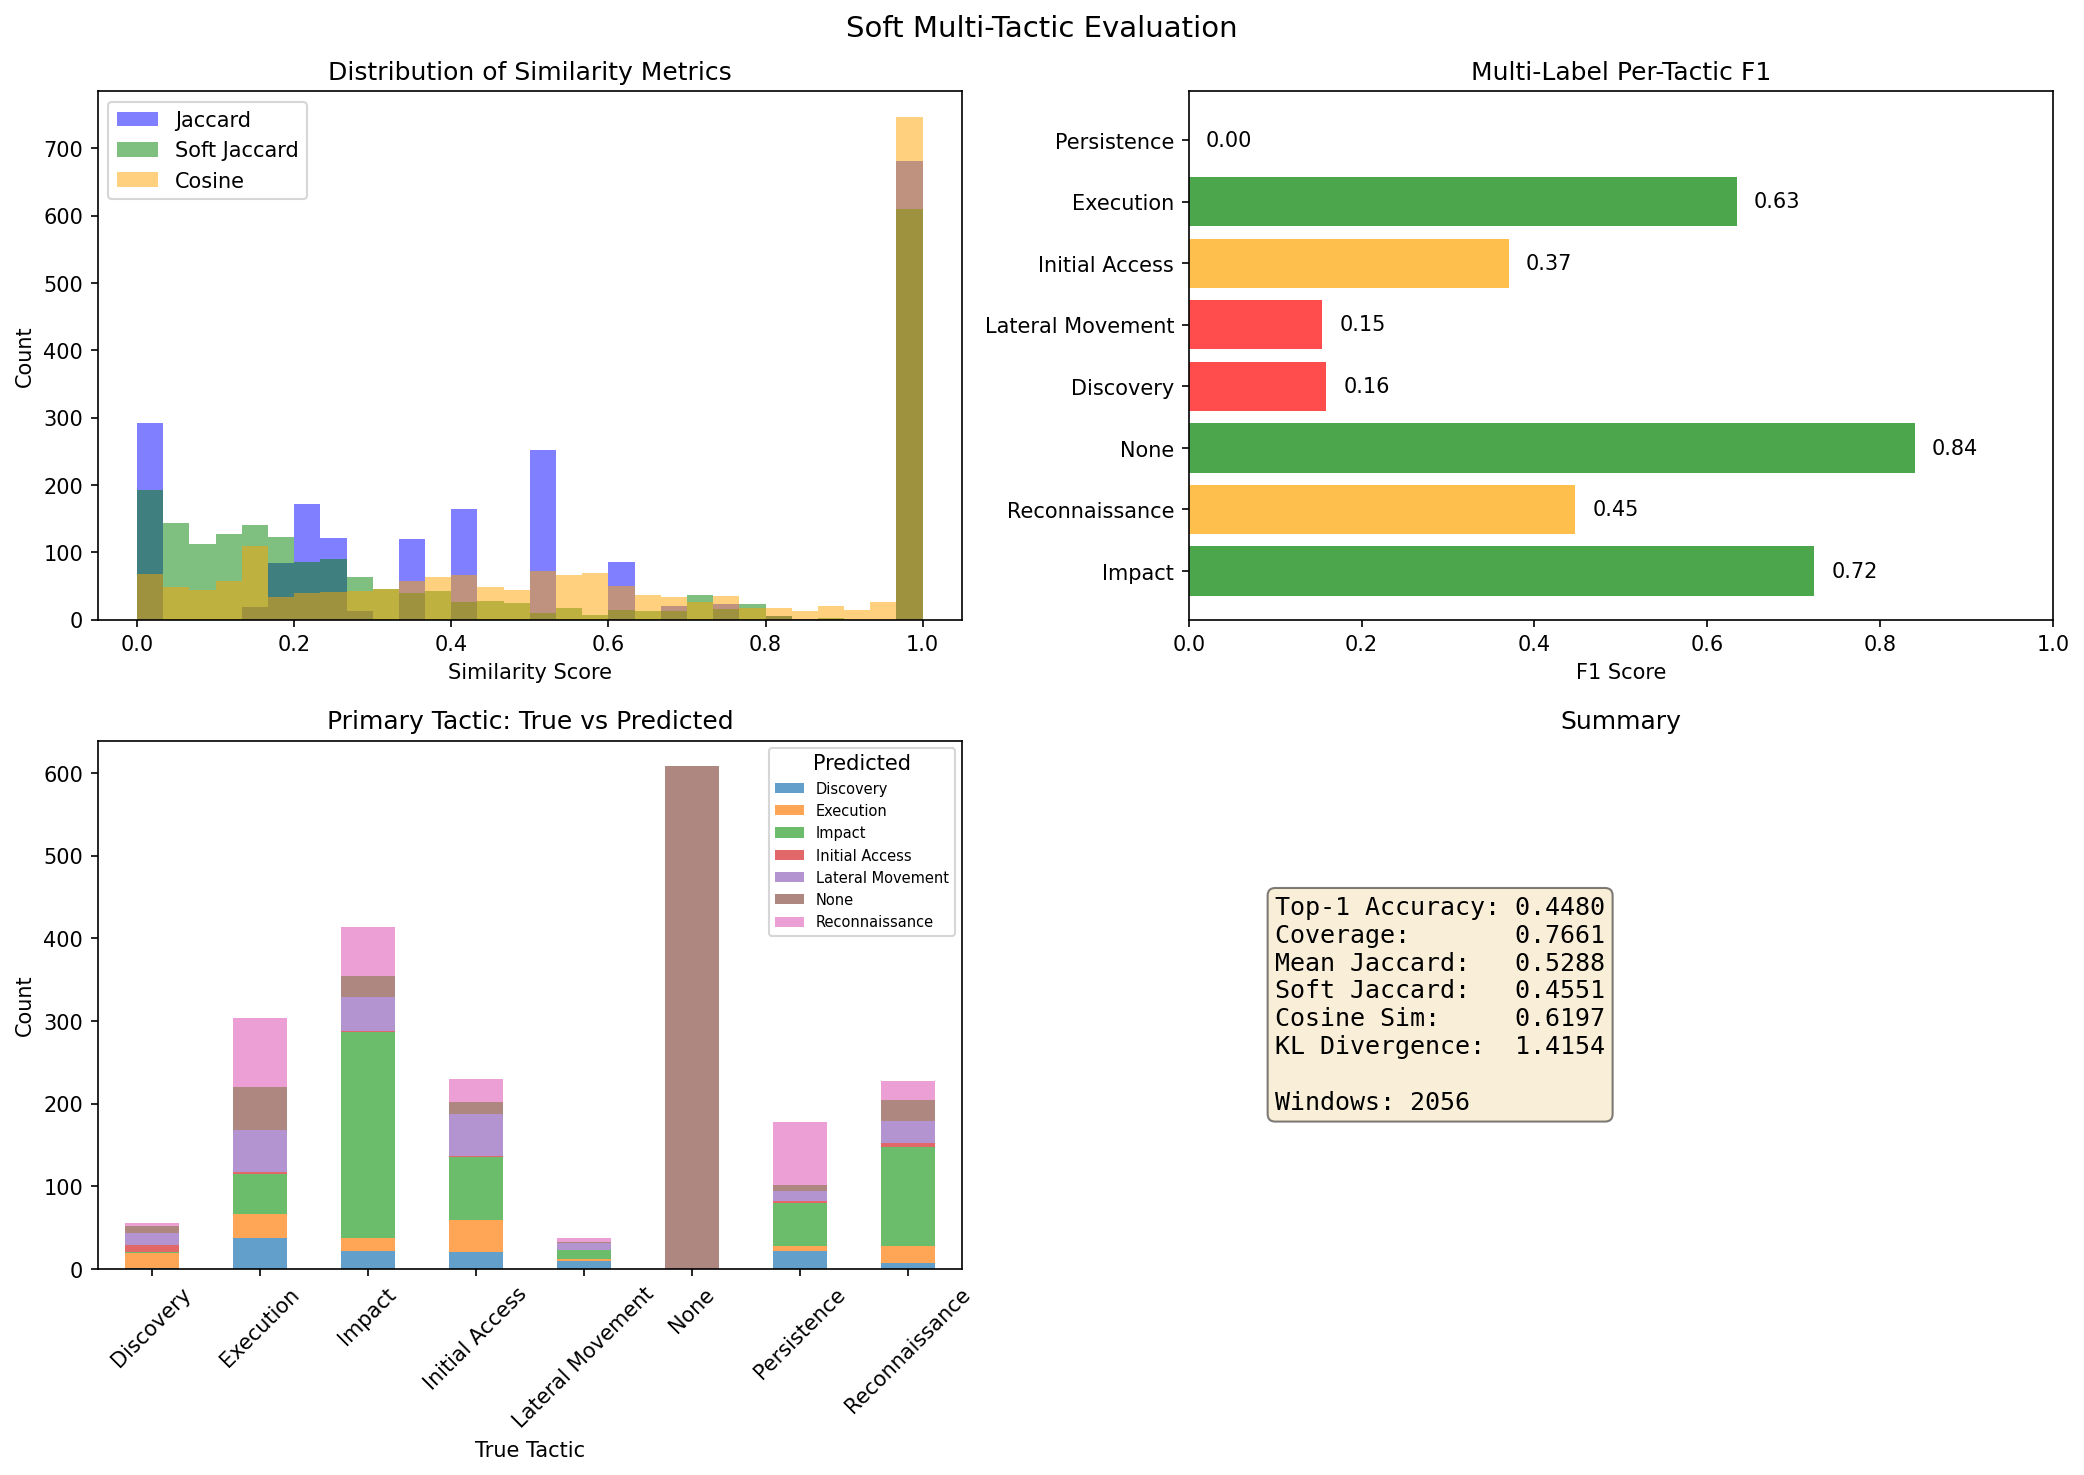 Soft Multi-Tactic Evaluation
Distribution of Similarity Metrics
Jaccard
Soft Jaccard
Cosine
700
600
500
400
300
200
100
0
Count
0.0 0.2 0.4 0.6 0.8 1.0
Similarity Score
Multi-Label Per-Tactic F1
Persistence 0.00
Execution 0.63
Initial Access 0.37
Lateral Movement 0.15
Discovery 0.16
None 0.84
Reconnaissance 0.45
Impact 0.72
0.0 0.2 0.4 0.6 0.8 1.0
F1 Score
Primary Tactic: True vs Predicted
Predicted
Discovery
Execution
Impact
Initial Access
Lateral Movement
None
Reconnaissance
600
500
400
300
200
100
0
Count
Discovery
Execution
Impact
Initial Access
Lateral Movement
None
Persistence
Reconnaissance
True Tactic
Summary
Top-1 Accuracy: 0.4480
Coverage: 0.7661
Mean Jaccard: 0.5288
Soft Jaccard: 0.4551
Cosine Sim: 0.6197
KL Divergence: 1.4154
Windows: 2056